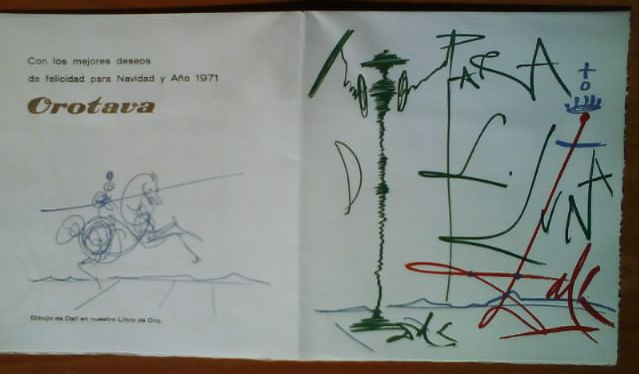 Con los mejores deseos
de felicidad para Navidad y Año 1971
Orotava
Dibujo de Dalí en nuestro Libro de Oro.
PARA
LUNA
Dalí